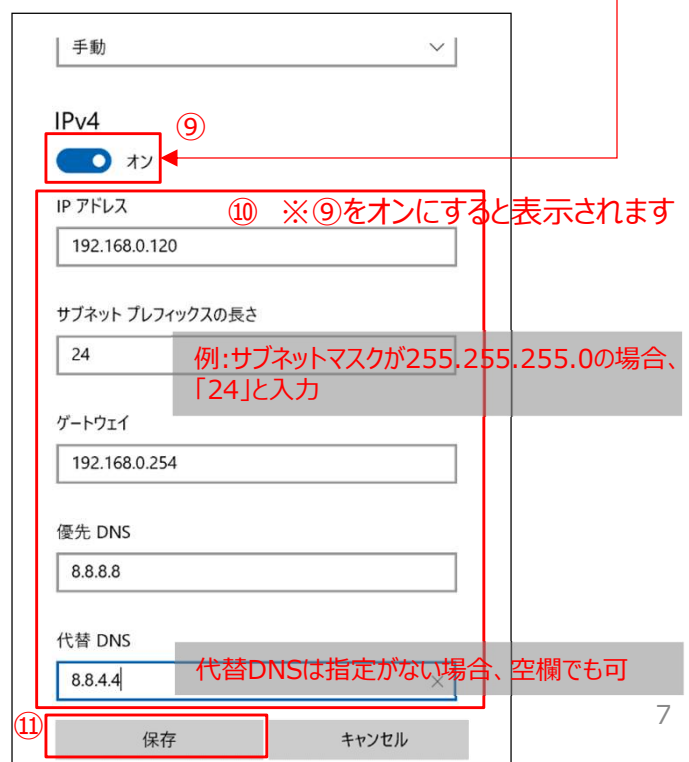 手動
IPv4
⑨
オン
IP アドレス
⑩ ※⑨をオンにすると表示されます
192.168.0.120
サブネット プレフィックスの長さ
24
例:サブネットマスクが255.255.255.0の場合、
「24」と入力
ゲートウェイ
192.168.0.254
優先 DNS
8.8.8.8
代替 DNS
代替DNSは指定がない場合、空欄でも可
8.8.4.4
⑪
保存
キャンセル
7